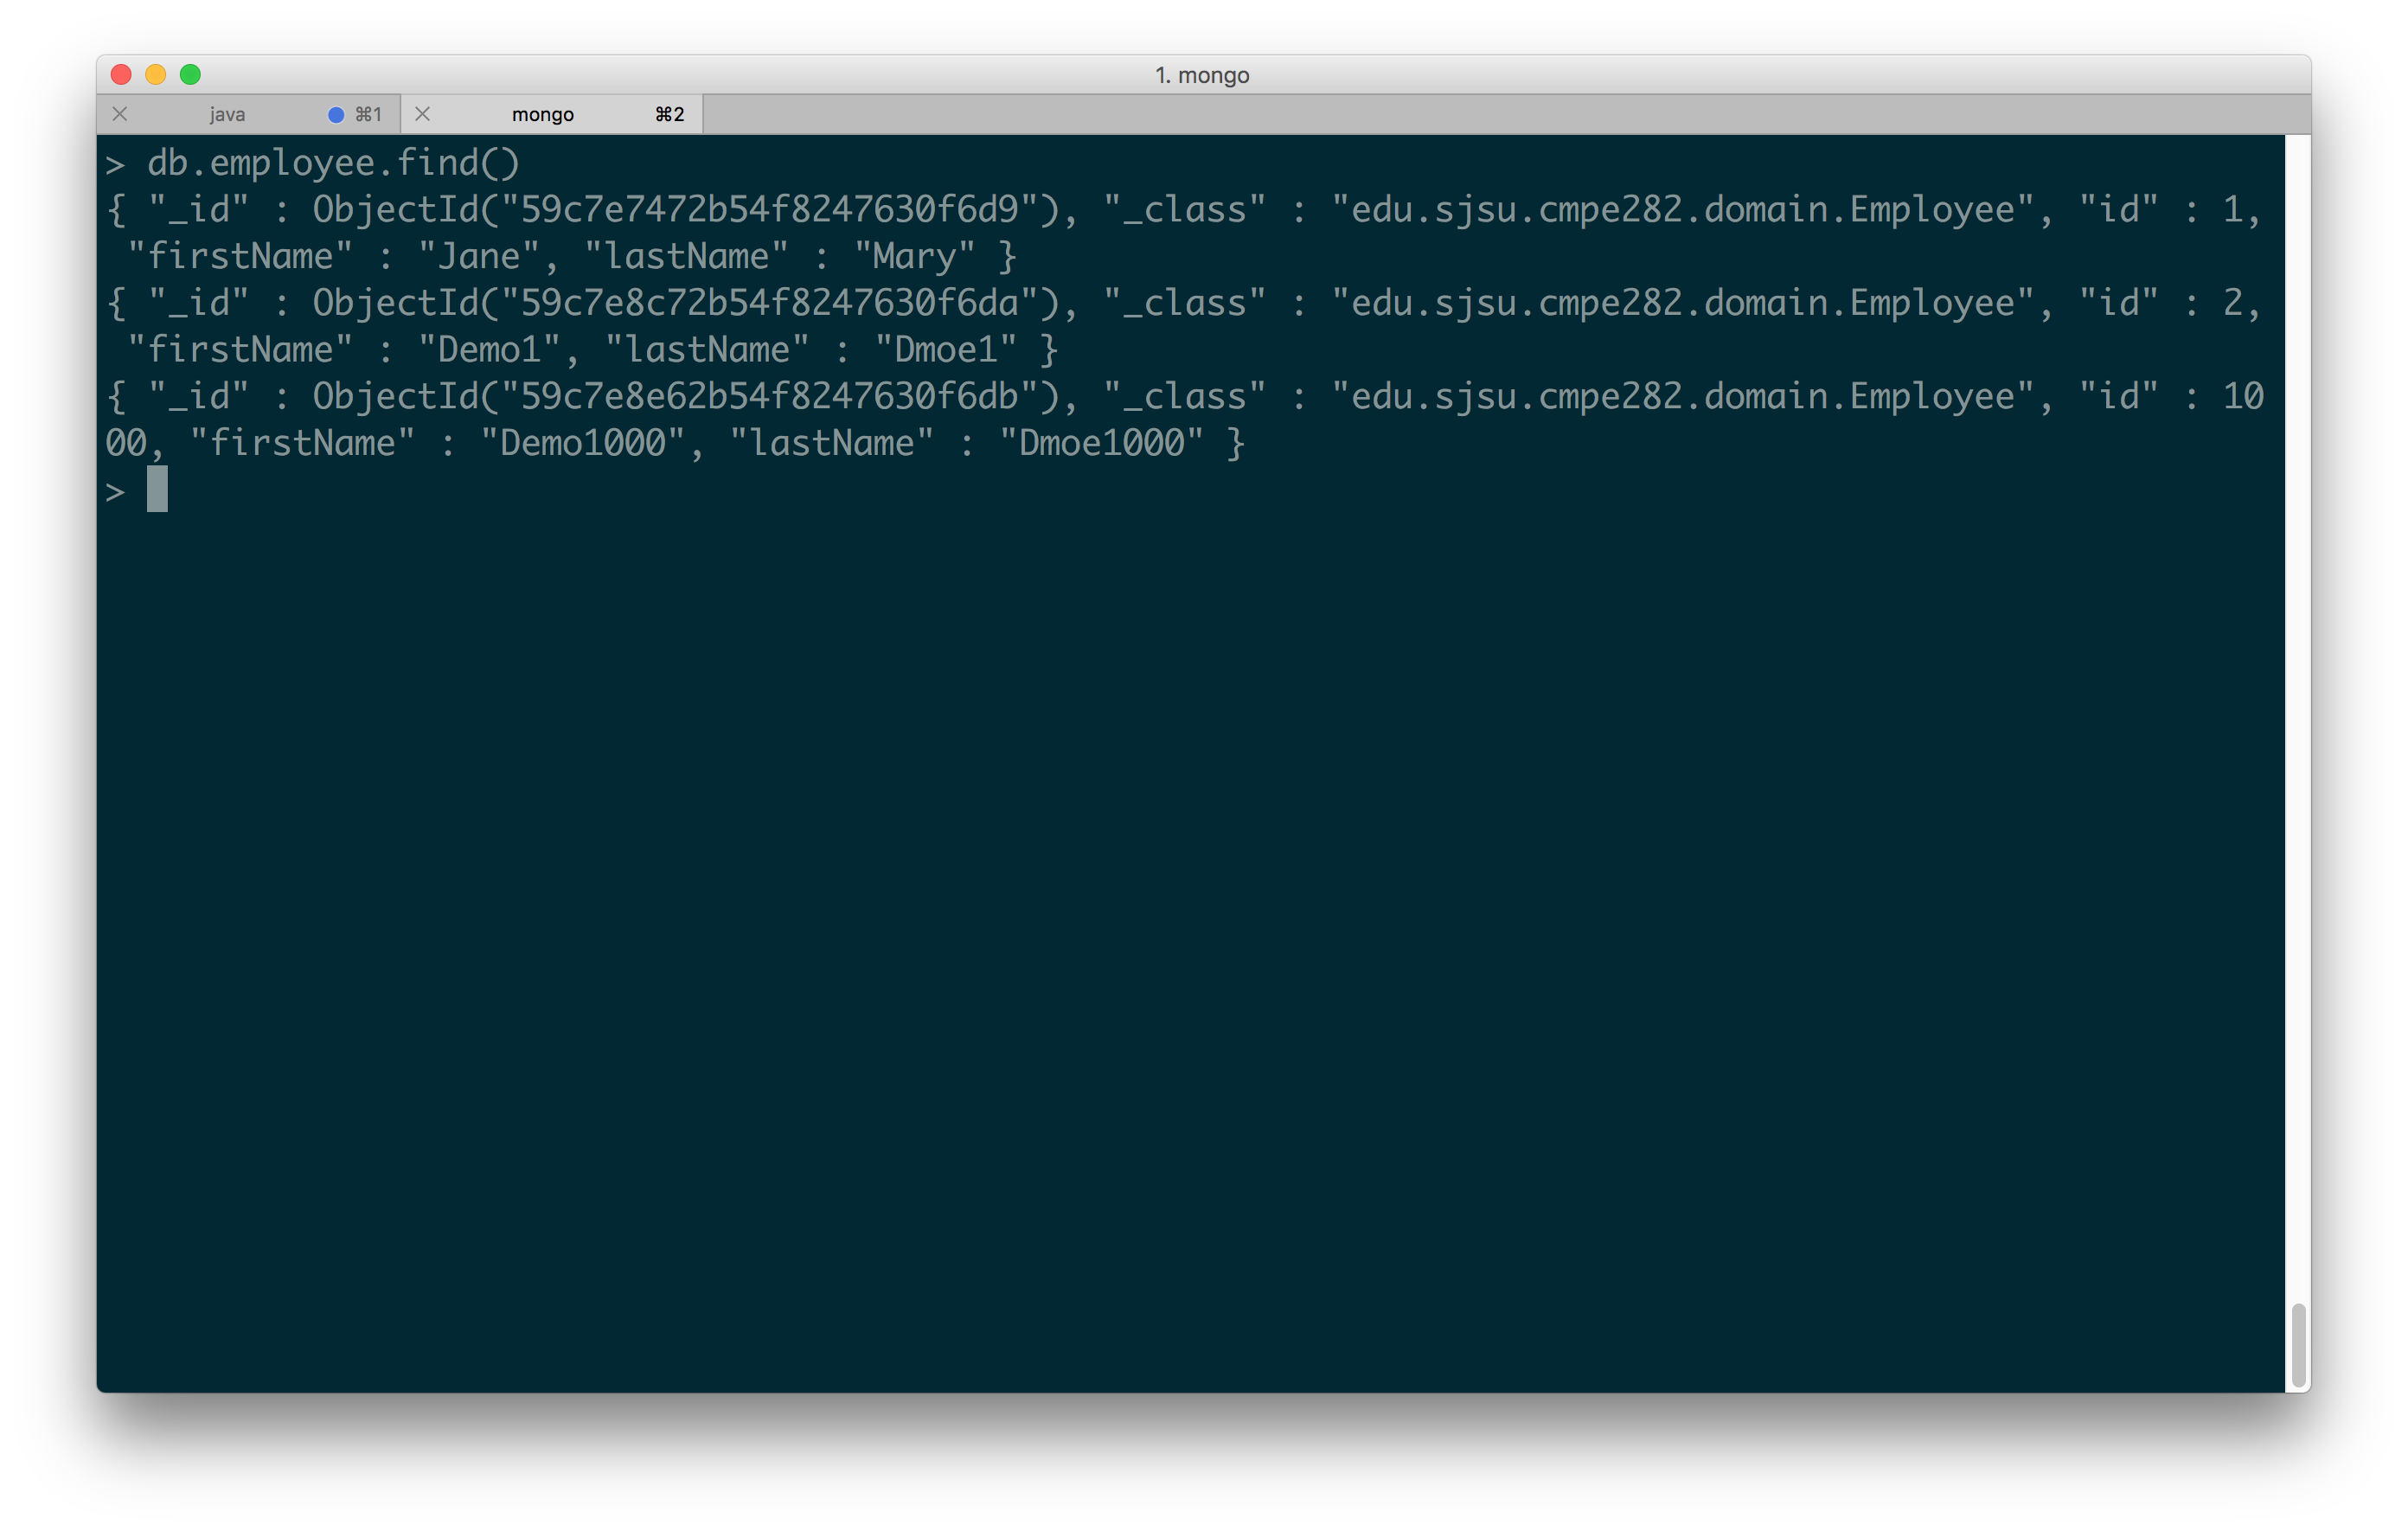 1. mongo
java ⌘1 mongo ⌘2
> db.employee.find()
{ "_id" : ObjectId("59c7e7472b54f8247630f6d9"), "_class" : "edu.sjsu.cmpe282.domain.Employee", "id" : 1,
 "firstName" : "Jane", "lastName" : "Mary" }
{ "_id" : ObjectId("59c7e8c72b54f8247630f6da"), "_class" : "edu.sjsu.cmpe282.domain.Employee", "id" : 2,
 "firstName" : "Demo1", "lastName" : "Dmoe1" }
{ "_id" : ObjectId("59c7e8e62b54f8247630f6db"), "_class" : "edu.sjsu.cmpe282.domain.Employee", "id" : 10
00, "firstName" : "Demo1000", "lastName" : "Dmoe1000" }
>